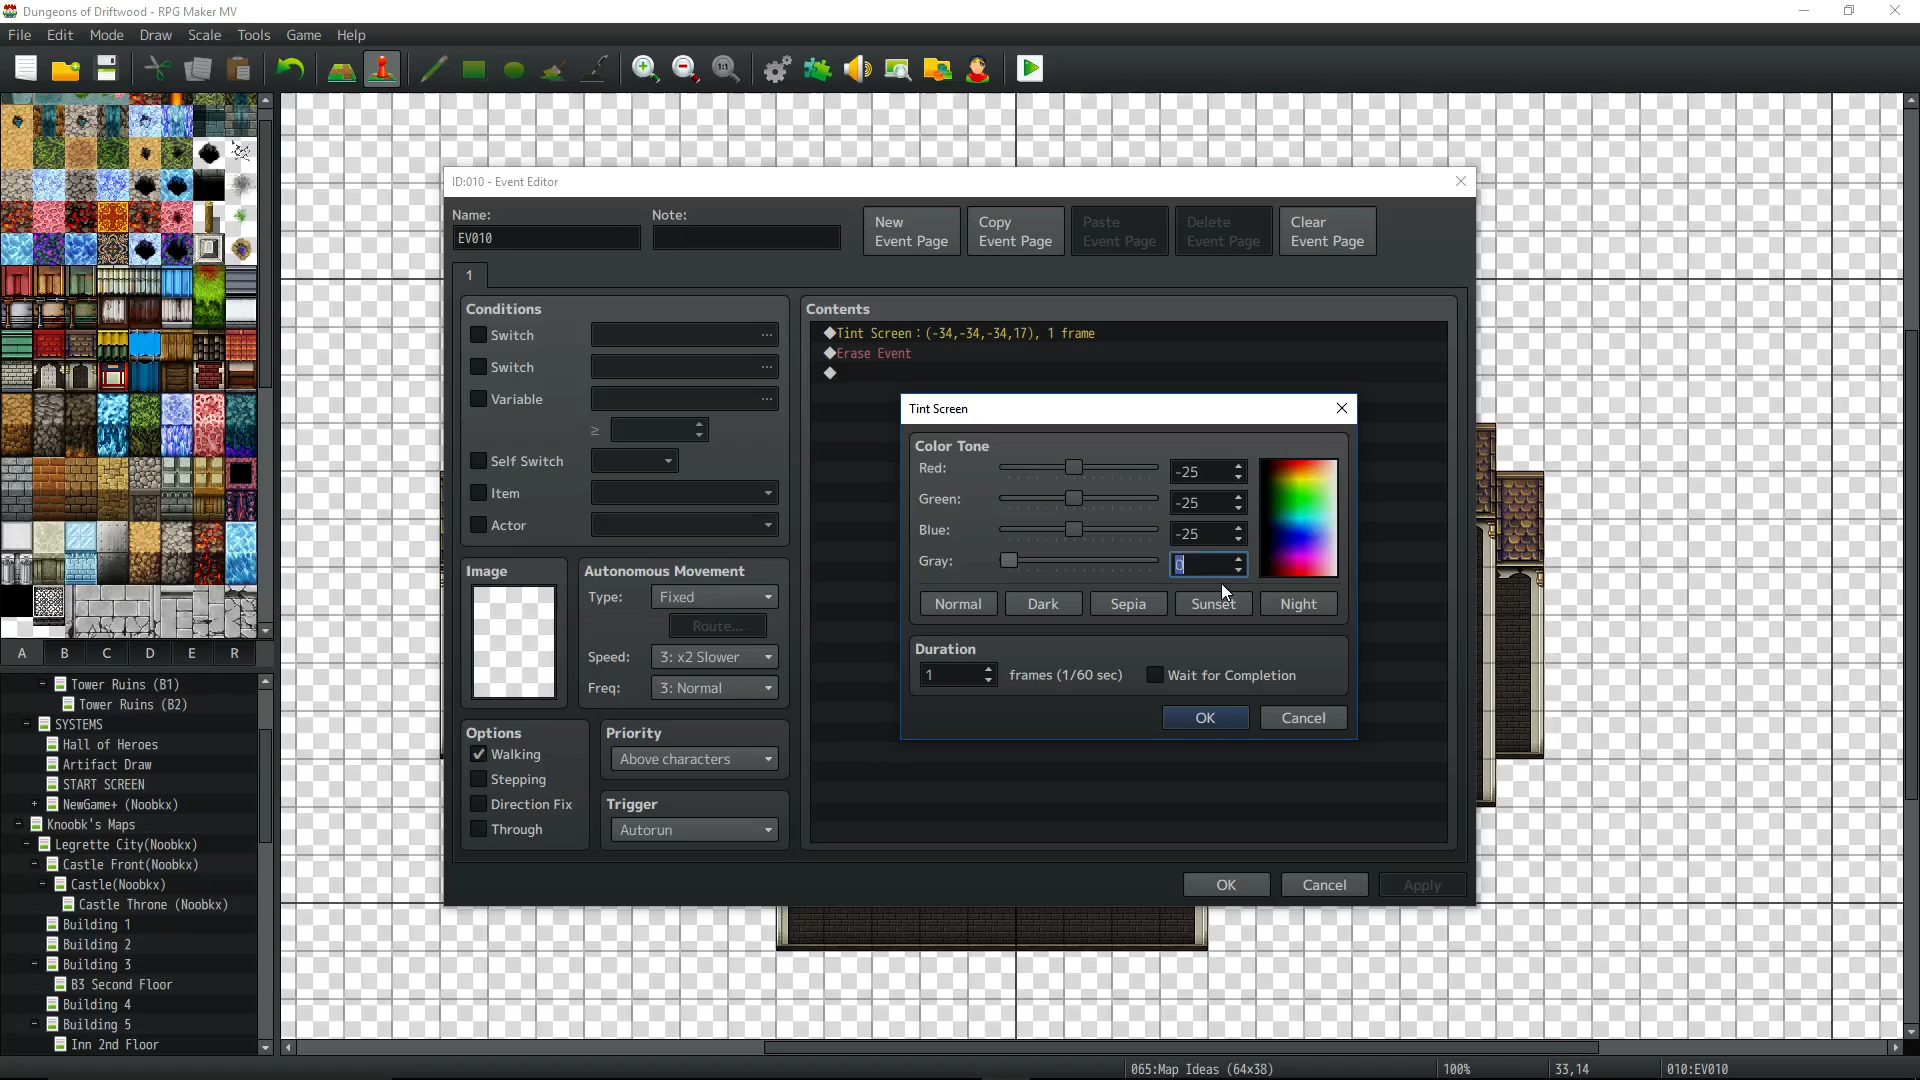 Dungeons of Driftwood - RPG Maker MV
File Edit Mode Draw Scale Tools Game Help
1:1
ID:010 - Event Editor
Name:
EV010
Note:
New Event Page
Copy Event Page
Paste Event Page
Delete Event Page
Clear Event Page
1
Conditions
Switch ...
Switch ...
Variable ...
≥
Self Switch
Item
Actor
Image
Autonomous Movement
Type: Fixed
Route...
Speed: 3: x2 Slower
Freq: 3: Normal
Options
Walking
Stepping
Direction Fix
Through
Priority
Above characters
Trigger
Autorun
Contents
◆Tint Screen : (-34,-34,-34,17), 1 frame
◆Erase Event
◆
Tint Screen
Color Tone
Red: -25
Green: -25
Blue: -25
Gray: 0
Normal Dark Sepia Sunset Night
Duration
1 frames (1/60 sec) Wait for Completion
OK Cancel
OK Cancel Apply
A B C D E R
Tower Ruins (B1)
Tower Ruins (B2)
SYSTEMS
Hall of Heroes
Artifact Draw
START SCREEN
NewGame+ (Noobkx)
Knoobk's Maps
Legrette City(Noobkx)
Castle Front(Noobkx)
Castle(Noobkx)
Castle Throne (Noobkx)
Building 1
Building 2
Building 3
B3 Second Floor
Building 4
Building 5
Inn 2nd Floor
065:Map Ideas (64x38) 100% 33,14 010:EV010